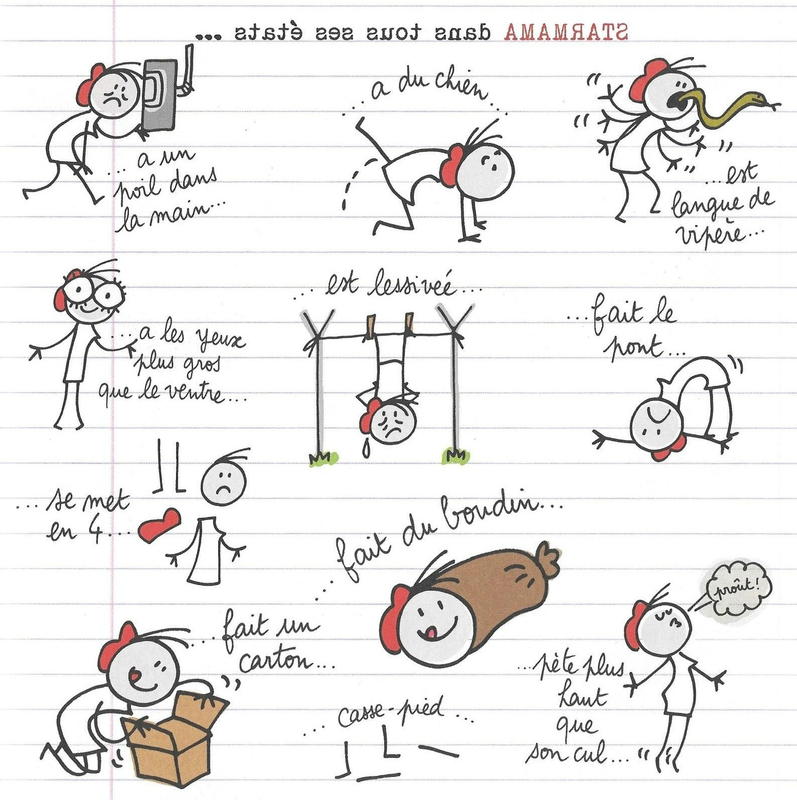 STARMAMA dans tous ses états ...
... a un
poil dans
la main...
... a du chien...
...est
langue de
vipère...
... a les yeux
plus gros
que le ventre...
... est lessiveé...
...fait le
pont...
... se met
en 4...
... fait du boudin...
... fait un
carton...
... casse-pied ...
...pète plus
haut
que
son cul...
proût!